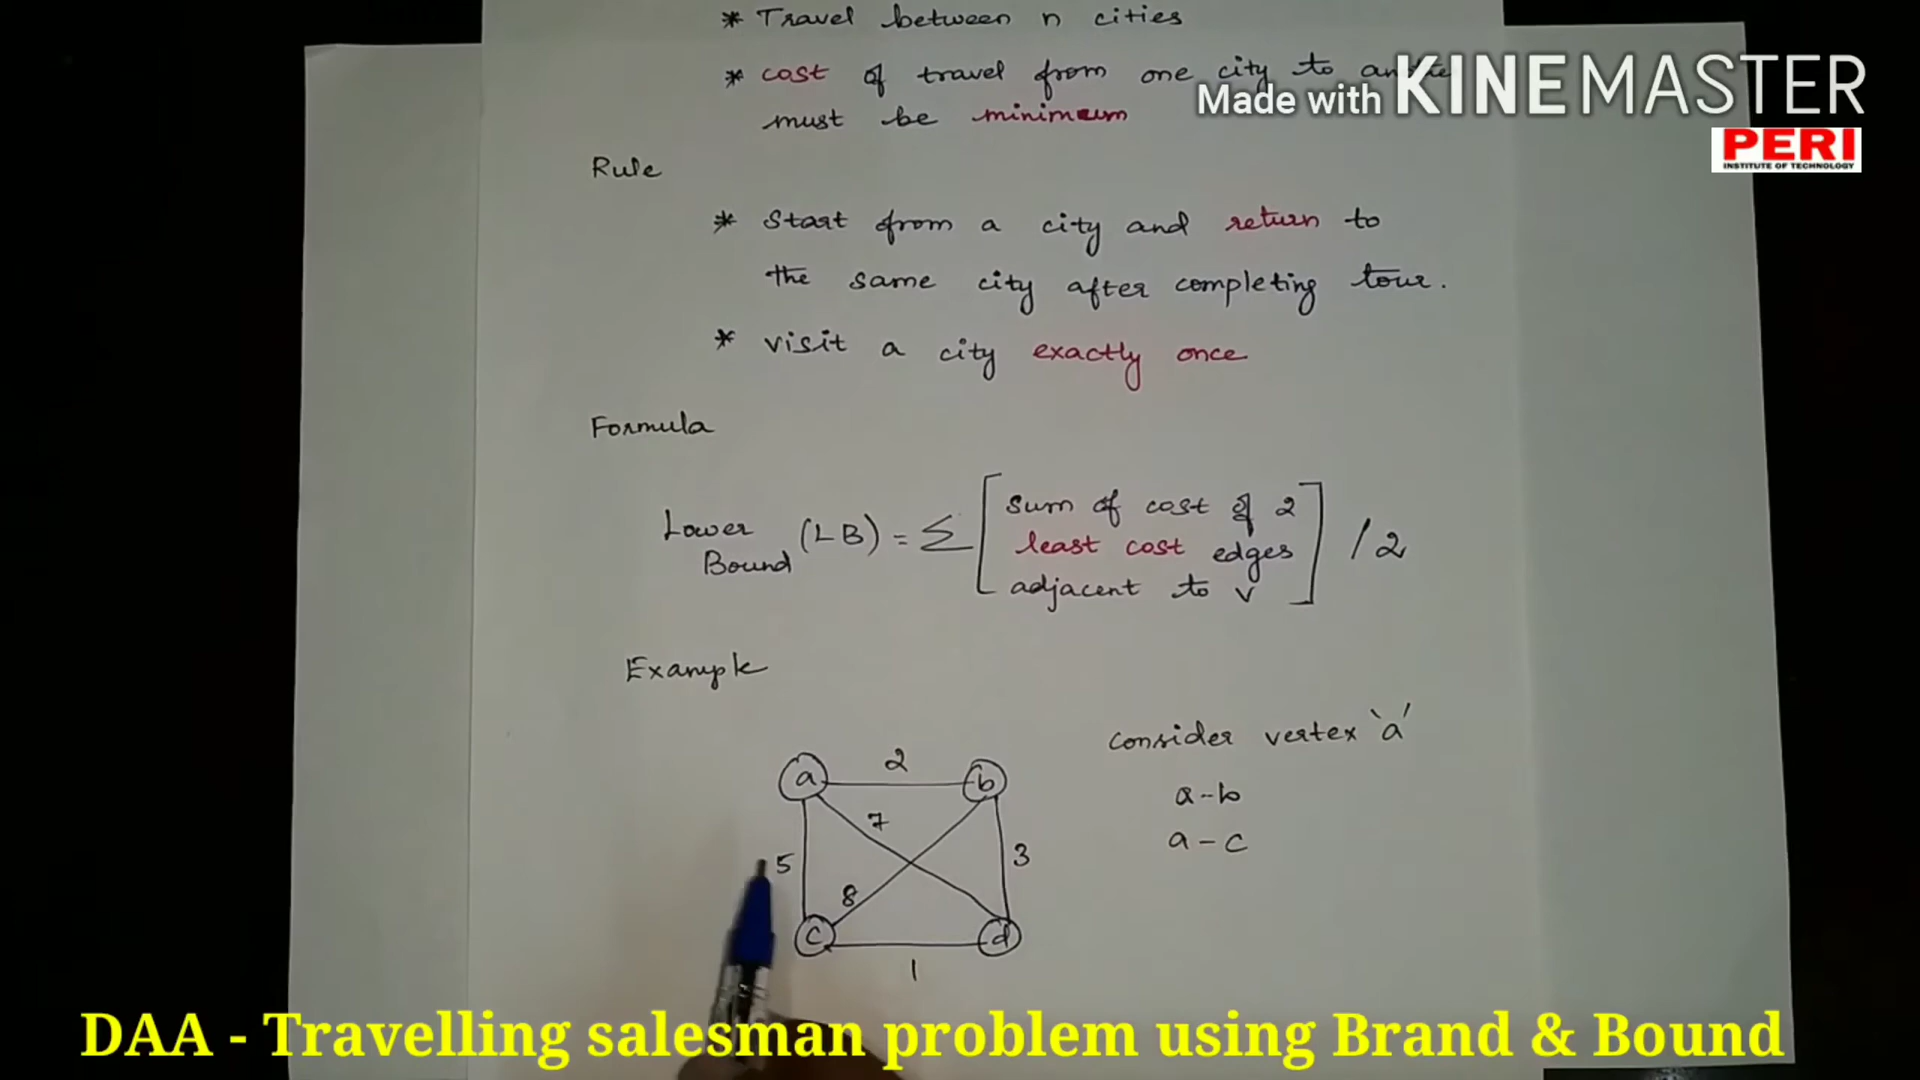 * Travel between n cities
* cost of travel from one city to
must be minimum
Made with KINEMASTER
PERI
INSTITUTE OF TECHNOLOGY
Rule
* Start from a city and return to
the same city after completing tour.
* visit a city exactly once
Formula
Lower Bound (LB) = Σ [sum of cost of 2 least cost edges adjacent to v] / 2
Example
consider vertex 'a'
a-b
a-c
a 2 b
7
5 3
8
c d
1
DAA - Travelling salesman problem using Brand & Bound